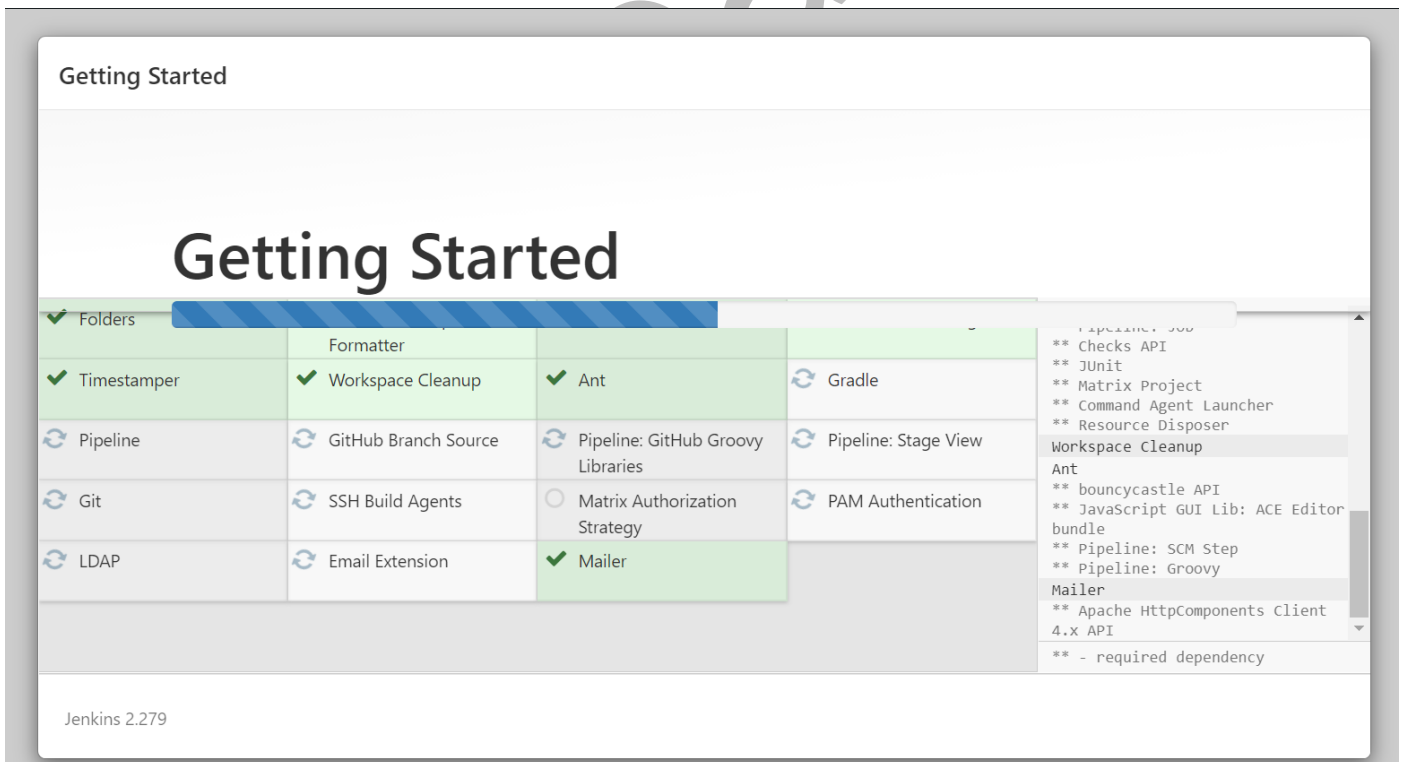 Getting Started
Getting Started
Folders
Formatter
Timestamper
Workspace Cleanup
Ant
Gradle
Pipeline
GitHub Branch Source
Pipeline: GitHub Groovy
Libraries
Pipeline: Stage View
Git
SSH Build Agents
Matrix Authorization
Strategy
PAM Authentication
LDAP
Email Extension
Mailer
** Checks API
** JUnit
** Matrix Project
** Command Agent Launcher
** Resource Disposer
Workspace Cleanup
Ant
** bouncycastle API
** JavaScript GUI Lib: ACE Editor
bundle
** Pipeline: SCM Step
** Pipeline: Groovy
Mailer
** Apache HttpComponents Client
4.x API
** - required dependency
Jenkins 2.279